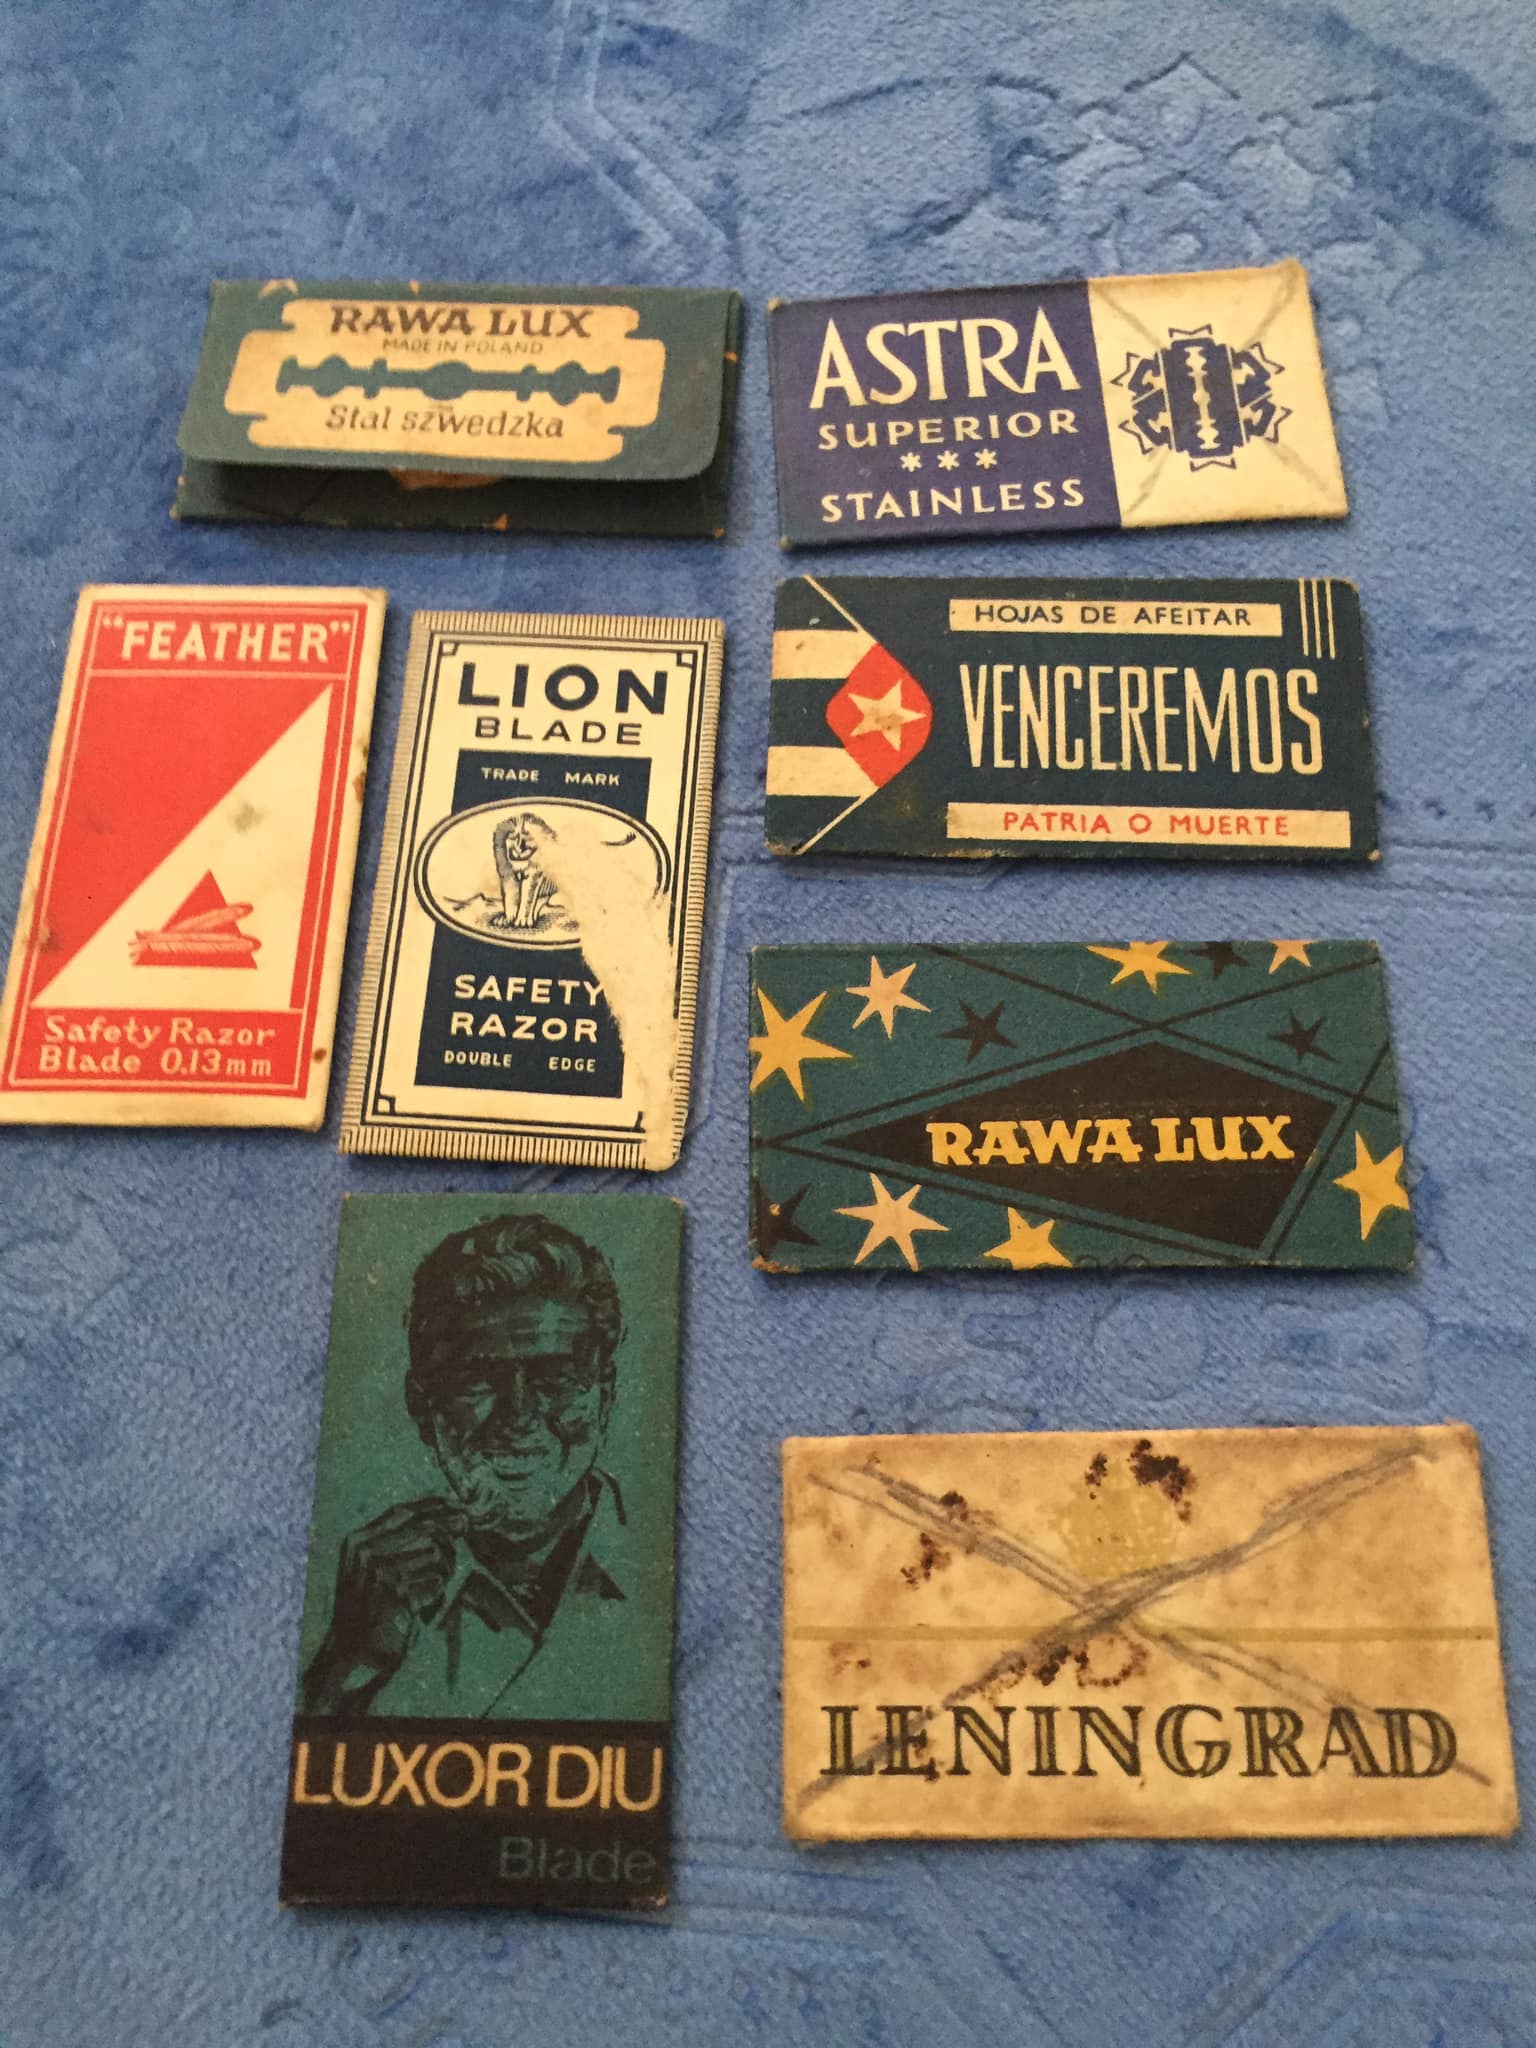 RAWA LUX
MADE IN POLAND
Stal szwedzka
ASTRA
SUPERIOR
***
STAINLESS
"FEATHER"
Safety Razor
Blade 0.13mm
LION
BLADE
TRADE MARK
SAFETY
RAZOR
DOUBLE EDGE
HOJAS DE AFEITAR
VENCEREMOS
PATRIA O MUERTE
RAWA LUX
LUXOR DIU
Blade
LENINGRAD